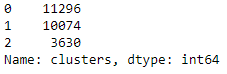 0    11296
1    10074
2     3630
Name: clusters, dtype: int64